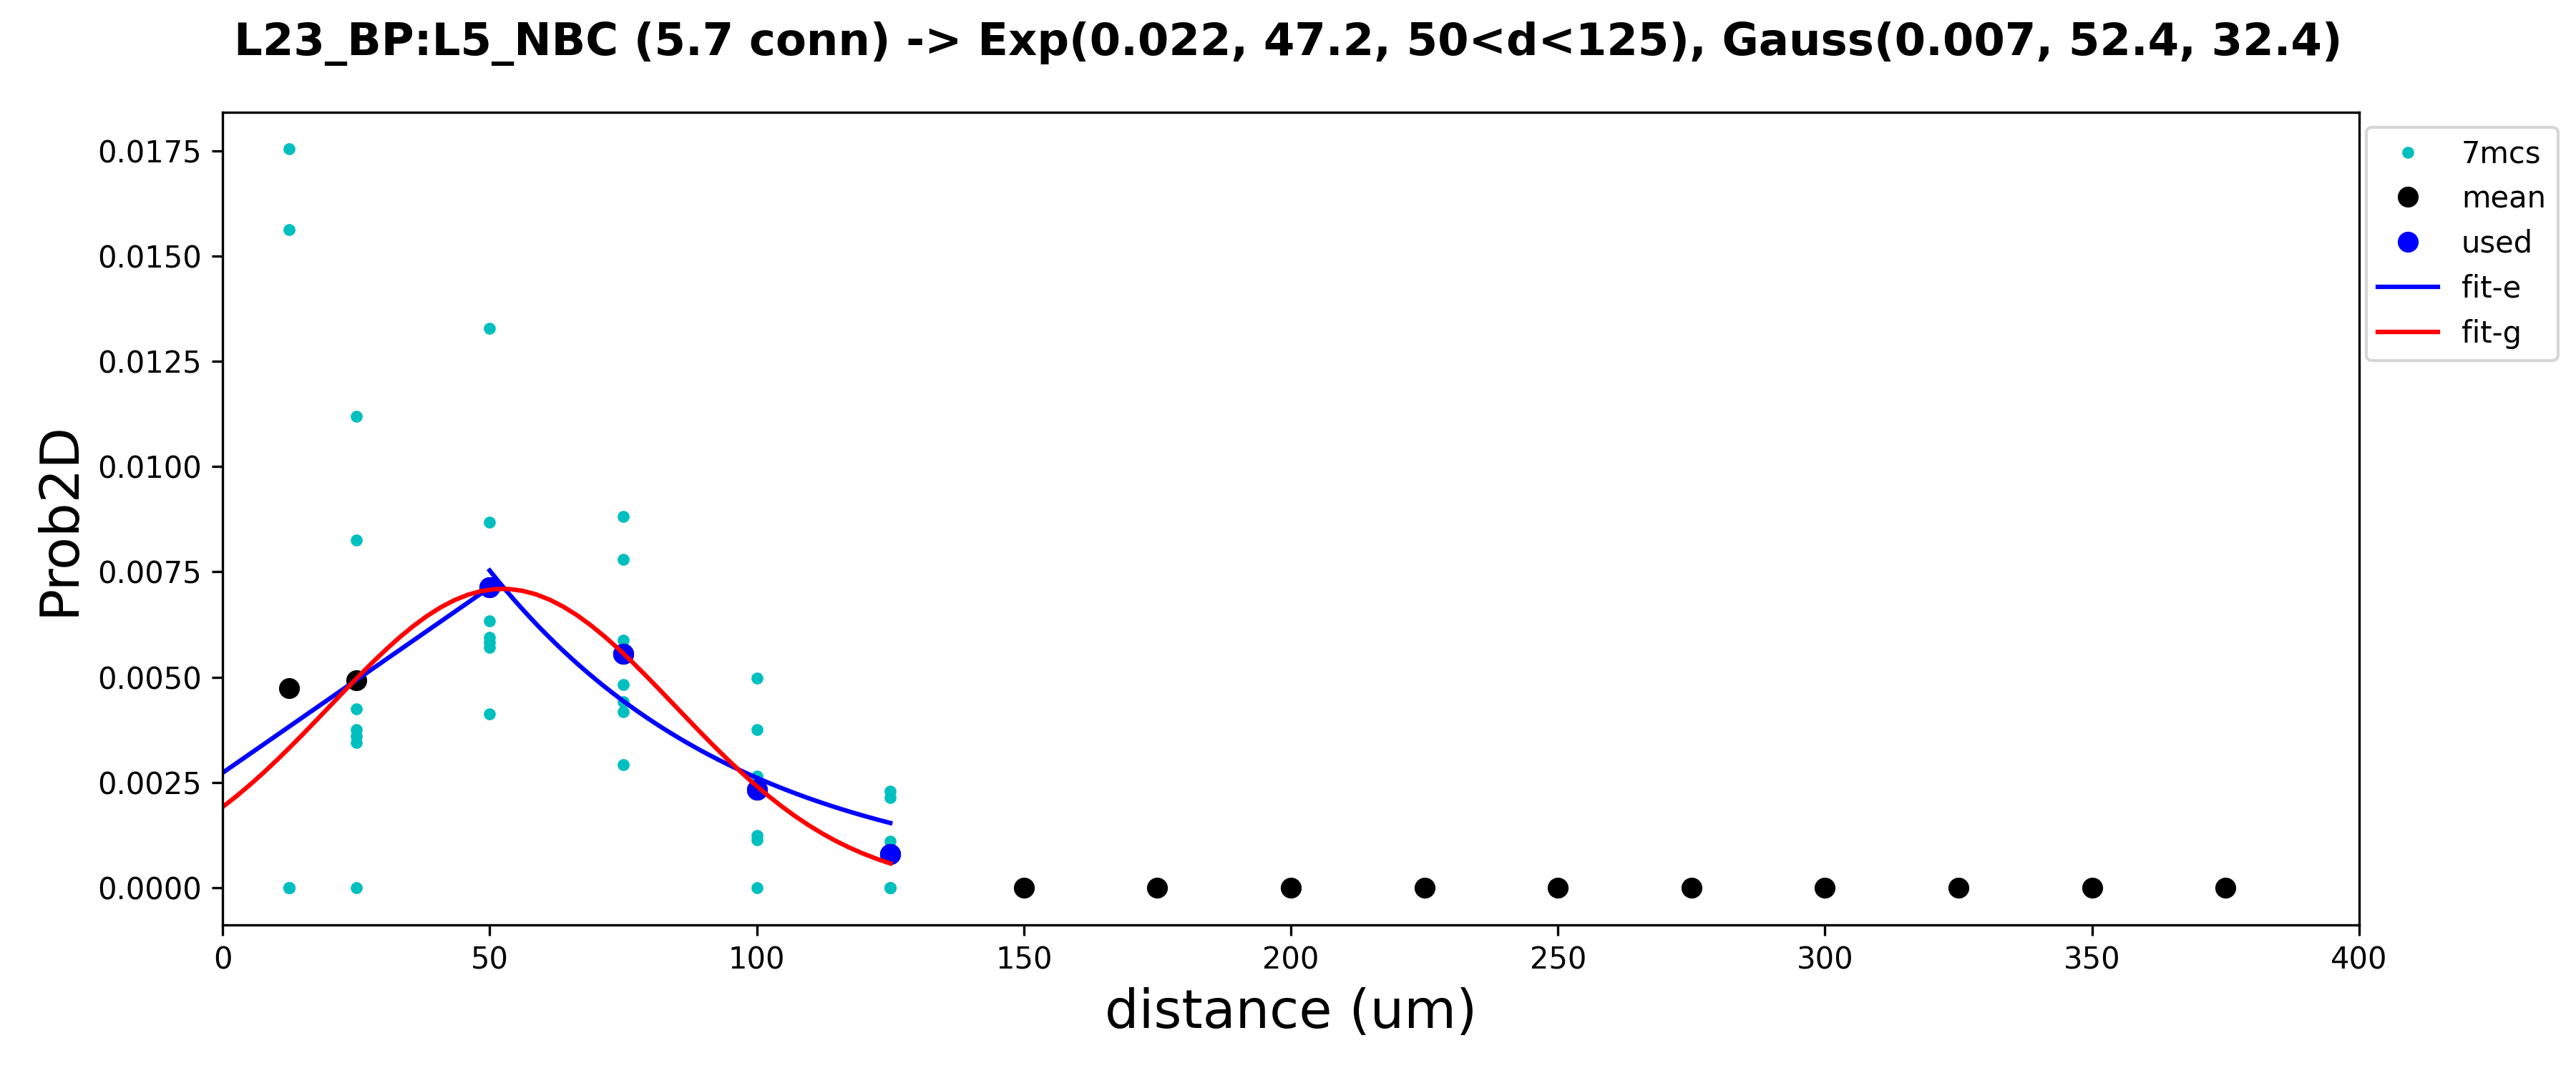 L23_BP:L5_NBC (5.7 conn) -> Exp(0.022, 47.2, 50<d<125), Gauss(0.007, 52.4, 32.4)
7mcs
mean
used
fit-e
fit-g
Prob2D
0.0175
0.0150
0.0125
0.0100
0.0075
0.0050
0.0025
0.0000
0
50
100
150
200
250
300
350
400
distance (um)